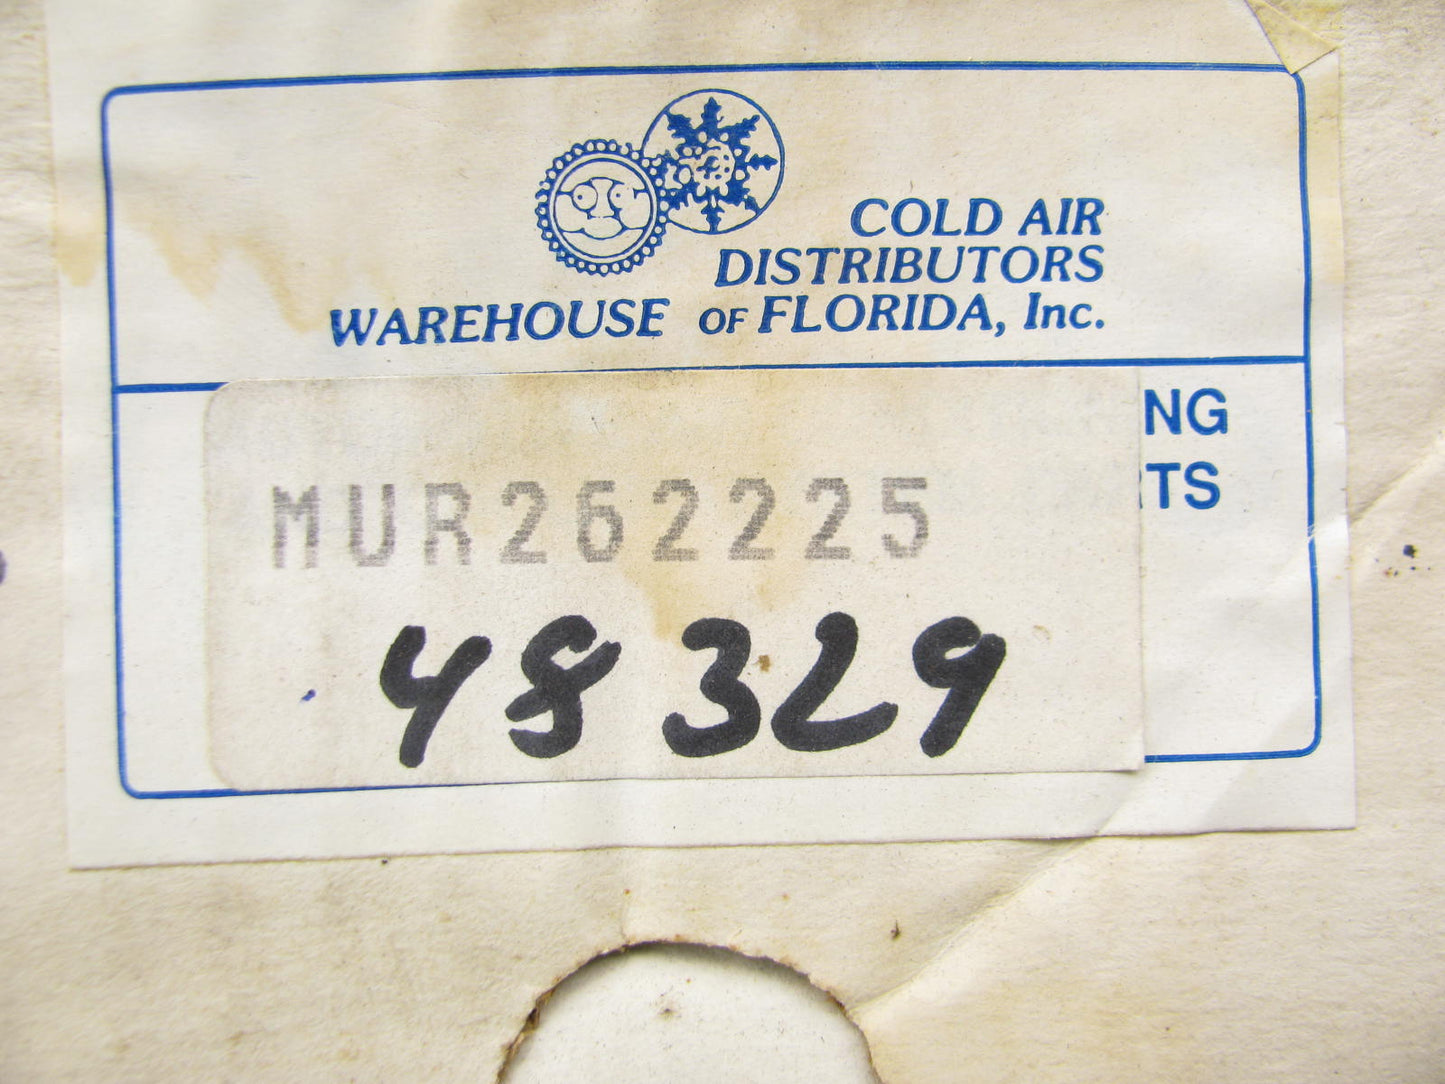 COLD AIR
DISTRIBUTORS
WAREHOUSE OF FLORIDA, Inc.
NG
TS
MUR262225
48329